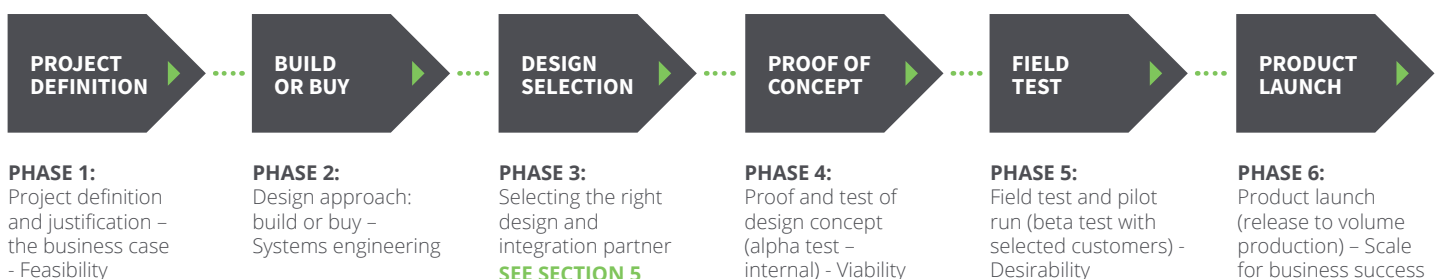 PROJECT
DEFINITION
BUILD
OR BUY
DESIGN
SELECTION
PROOF OF
CONCEPT
FIELD
TEST
PRODUCT
LAUNCH
PHASE 1:
Project definition
and justification –
the business case
- Feasibility
PHASE 2:
Design approach:
build or buy –
Systems engineering
PHASE 3:
Selecting the right
design and
integration partner
SEE SECTION 5
PHASE 4:
Proof and test of
design concept
(alpha test –
internal) - Viability
PHASE 5:
Field test and pilot
run (beta test with
selected customers) -
Desirability
PHASE 6:
Product launch
(release to volume
production) – Scale
for business success